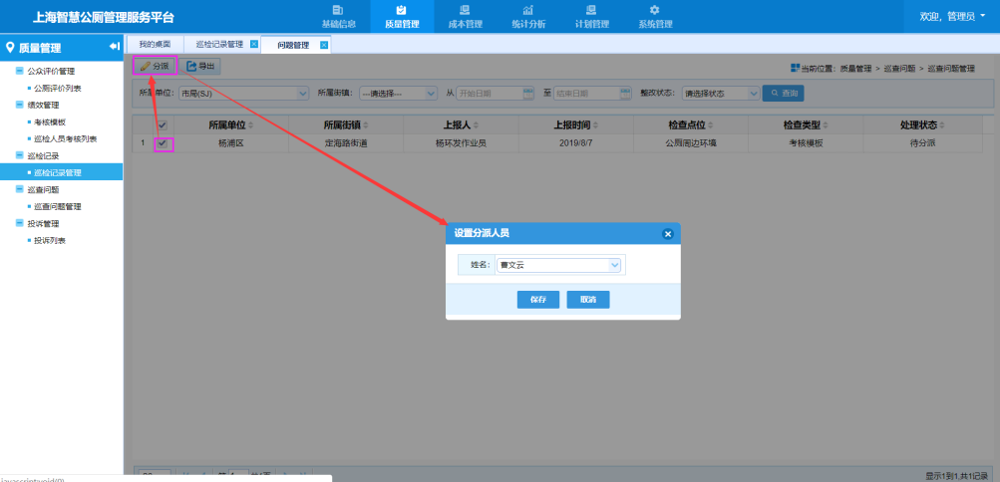 上海智慧公厕管理服务平台
基础信息 质量管理 成本管理 统计分析 计划管理 系统管理
欢迎, 管理员
质量管理
我的桌面 巡检记录管理 问题管理
分派 导出
当前位置: 质量管理 > 巡查问题 > 巡查问题管理
所属单位: 市局(SJ) 所属街镇: ---请选择--- 从 开始日期 至 结束日期 整改状态: 请选择状态 查询
公众评价管理
公厕评价列表
绩效管理
考核模板
巡检人员考核列表
巡检记录
巡检记录管理
巡查问题
巡查问题管理
投诉管理
投诉列表
所属单位 所属街镇 上报人 上报时间 检查点位 检查类型 处理状态
1 杨浦区 定海路街道 杨环发作业员 2019/8/7 公厕周边环境 考核模板 待分派
设置分派人员
姓名: 曹文云
保存 取消
显示1到1,共1记录